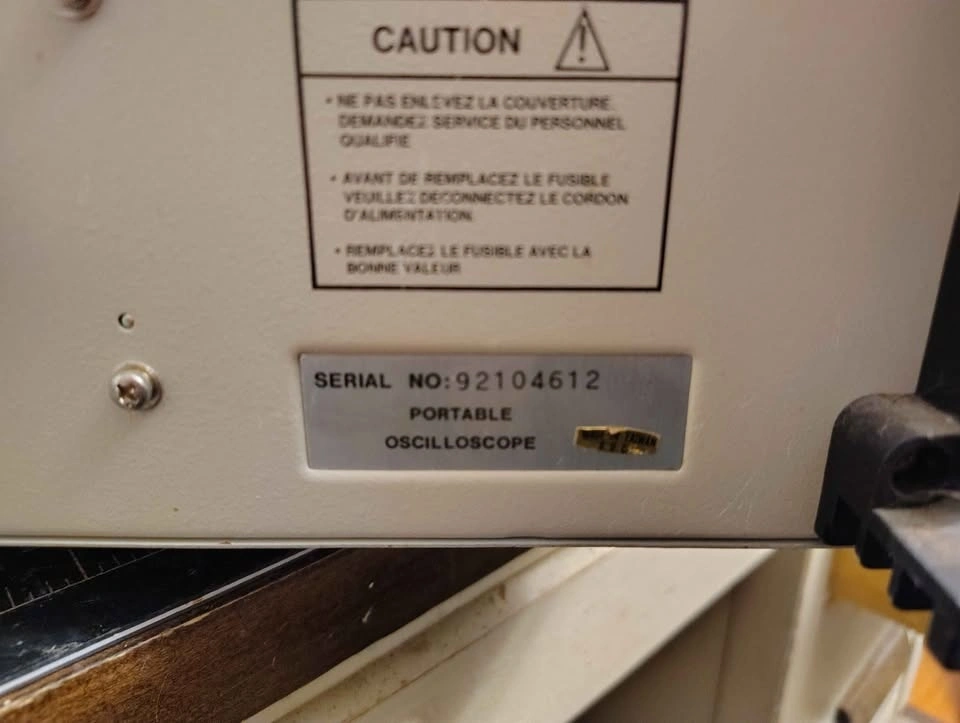 CAUTION
• NE PAS ENLEVEZ LA COUVERTURE.
DEMANDEZ SERVICE DU PERSONNEL
QUALIFIE
• AVANT DE REMPLACEZ LE FUSIBLE
VEUILLEZ DECONNECTEZ LE CORDON
D'ALIMENTATION.
• REMPLACEZ LE FUSIBLE AVEC LA
BONNE VALEUR
SERIAL NO:92104612
PORTABLE
OSCILLOSCOPE
TAIWAN